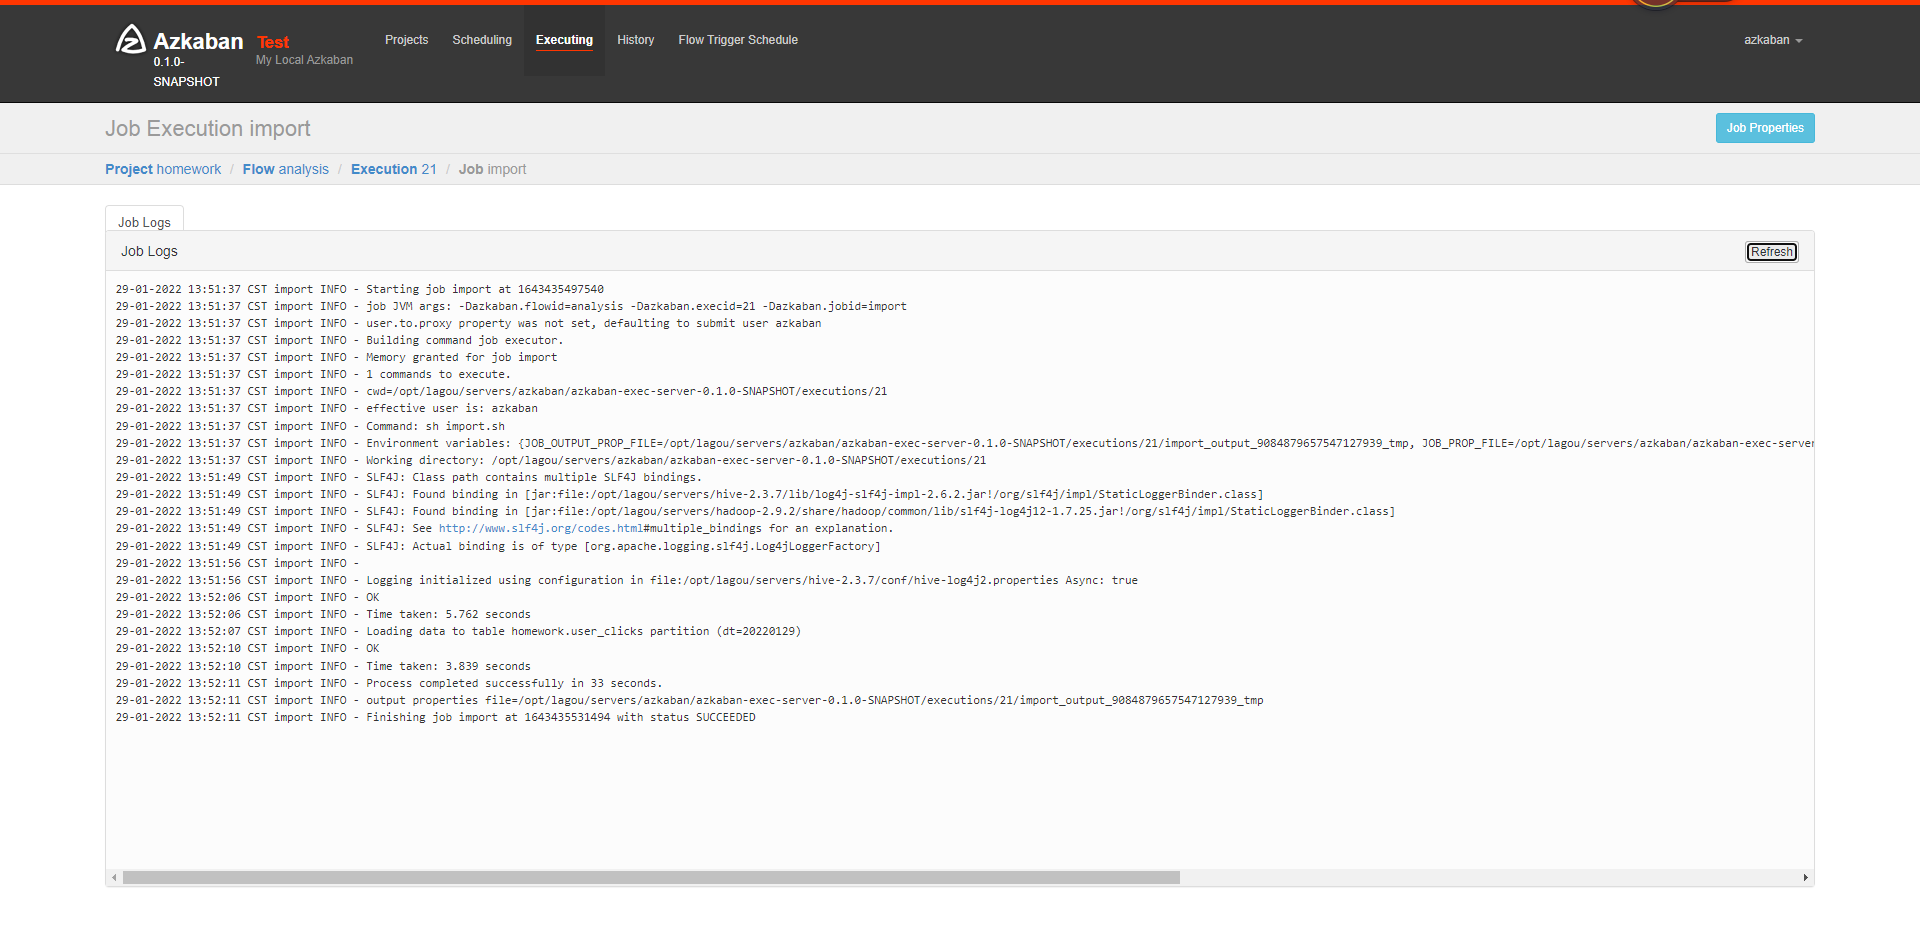 Azkaban Test
0.1.0-
SNAPSHOT
My Local Azkaban
Projects Scheduling Executing History Flow Trigger Schedule
azkaban
Job Execution import
Job Properties
Project homework / Flow analysis / Execution 21 / Job import
Job Logs
Job Logs
Refresh
29-01-2022 13:51:37 CST import INFO - Starting job import at 1643435497540
29-01-2022 13:51:37 CST import INFO - job JVM args: -Dazkaban.flowid=analysis -Dazkaban.execid=21 -Dazkaban.jobid=import
29-01-2022 13:51:37 CST import INFO - user.to.proxy property was not set, defaulting to submit user azkaban
29-01-2022 13:51:37 CST import INFO - Building command job executor.
29-01-2022 13:51:37 CST import INFO - Memory granted for job import
29-01-2022 13:51:37 CST import INFO - 1 commands to execute.
29-01-2022 13:51:37 CST import INFO - cwd=/opt/lagou/servers/azkaban/azkaban-exec-server-0.1.0-SNAPSHOT/executions/21
29-01-2022 13:51:37 CST import INFO - effective user is: azkaban
29-01-2022 13:51:37 CST import INFO - Command: sh import.sh
29-01-2022 13:51:37 CST import INFO - Environment variables: {JOB_OUTPUT_PROP_FILE=/opt/lagou/servers/azkaban/azkaban-exec-server-0.1.0-SNAPSHOT/executions/21/import_output_9084879657547127939_tmp, JOB_PROP_FILE=/opt/lagou/servers/azkaban/azkaban-exec-server
29-01-2022 13:51:37 CST import INFO - Working directory: /opt/lagou/servers/azkaban/azkaban-exec-server-0.1.0-SNAPSHOT/executions/21
29-01-2022 13:51:49 CST import INFO - SLF4J: Class path contains multiple SLF4J bindings.
29-01-2022 13:51:49 CST import INFO - SLF4J: Found binding in [jar:file:/opt/lagou/servers/hive-2.3.7/lib/log4j-slf4j-impl-2.6.2.jar!/org/slf4j/impl/StaticLoggerBinder.class]
29-01-2022 13:51:49 CST import INFO - SLF4J: Found binding in [jar:file:/opt/lagou/servers/hadoop-2.9.2/share/hadoop/common/lib/slf4j-log4j12-1.7.25.jar!/org/slf4j/impl/StaticLoggerBinder.class]
29-01-2022 13:51:49 CST import INFO - SLF4J: See http://www.slf4j.org/codes.html#multiple_bindings for an explanation.
29-01-2022 13:51:49 CST import INFO - SLF4J: Actual binding is of type [org.apache.logging.slf4j.Log4jLoggerFactory]
29-01-2022 13:51:56 CST import INFO -
29-01-2022 13:51:56 CST import INFO - Logging initialized using configuration in file:/opt/lagou/servers/hive-2.3.7/conf/hive-log4j2.properties Async: true
29-01-2022 13:52:06 CST import INFO - OK
29-01-2022 13:52:06 CST import INFO - Time taken: 5.762 seconds
29-01-2022 13:52:07 CST import INFO - Loading data to table homework.user_clicks partition (dt=20220129)
29-01-2022 13:52:10 CST import INFO - OK
29-01-2022 13:52:10 CST import INFO - Time taken: 3.839 seconds
29-01-2022 13:52:11 CST import INFO - Process completed successfully in 33 seconds.
29-01-2022 13:52:11 CST import INFO - output properties file=/opt/lagou/servers/azkaban/azkaban-exec-server-0.1.0-SNAPSHOT/executions/21/import_output_9084879657547127939_tmp
29-01-2022 13:52:11 CST import INFO - Finishing job import at 1643435531494 with status SUCCEEDED